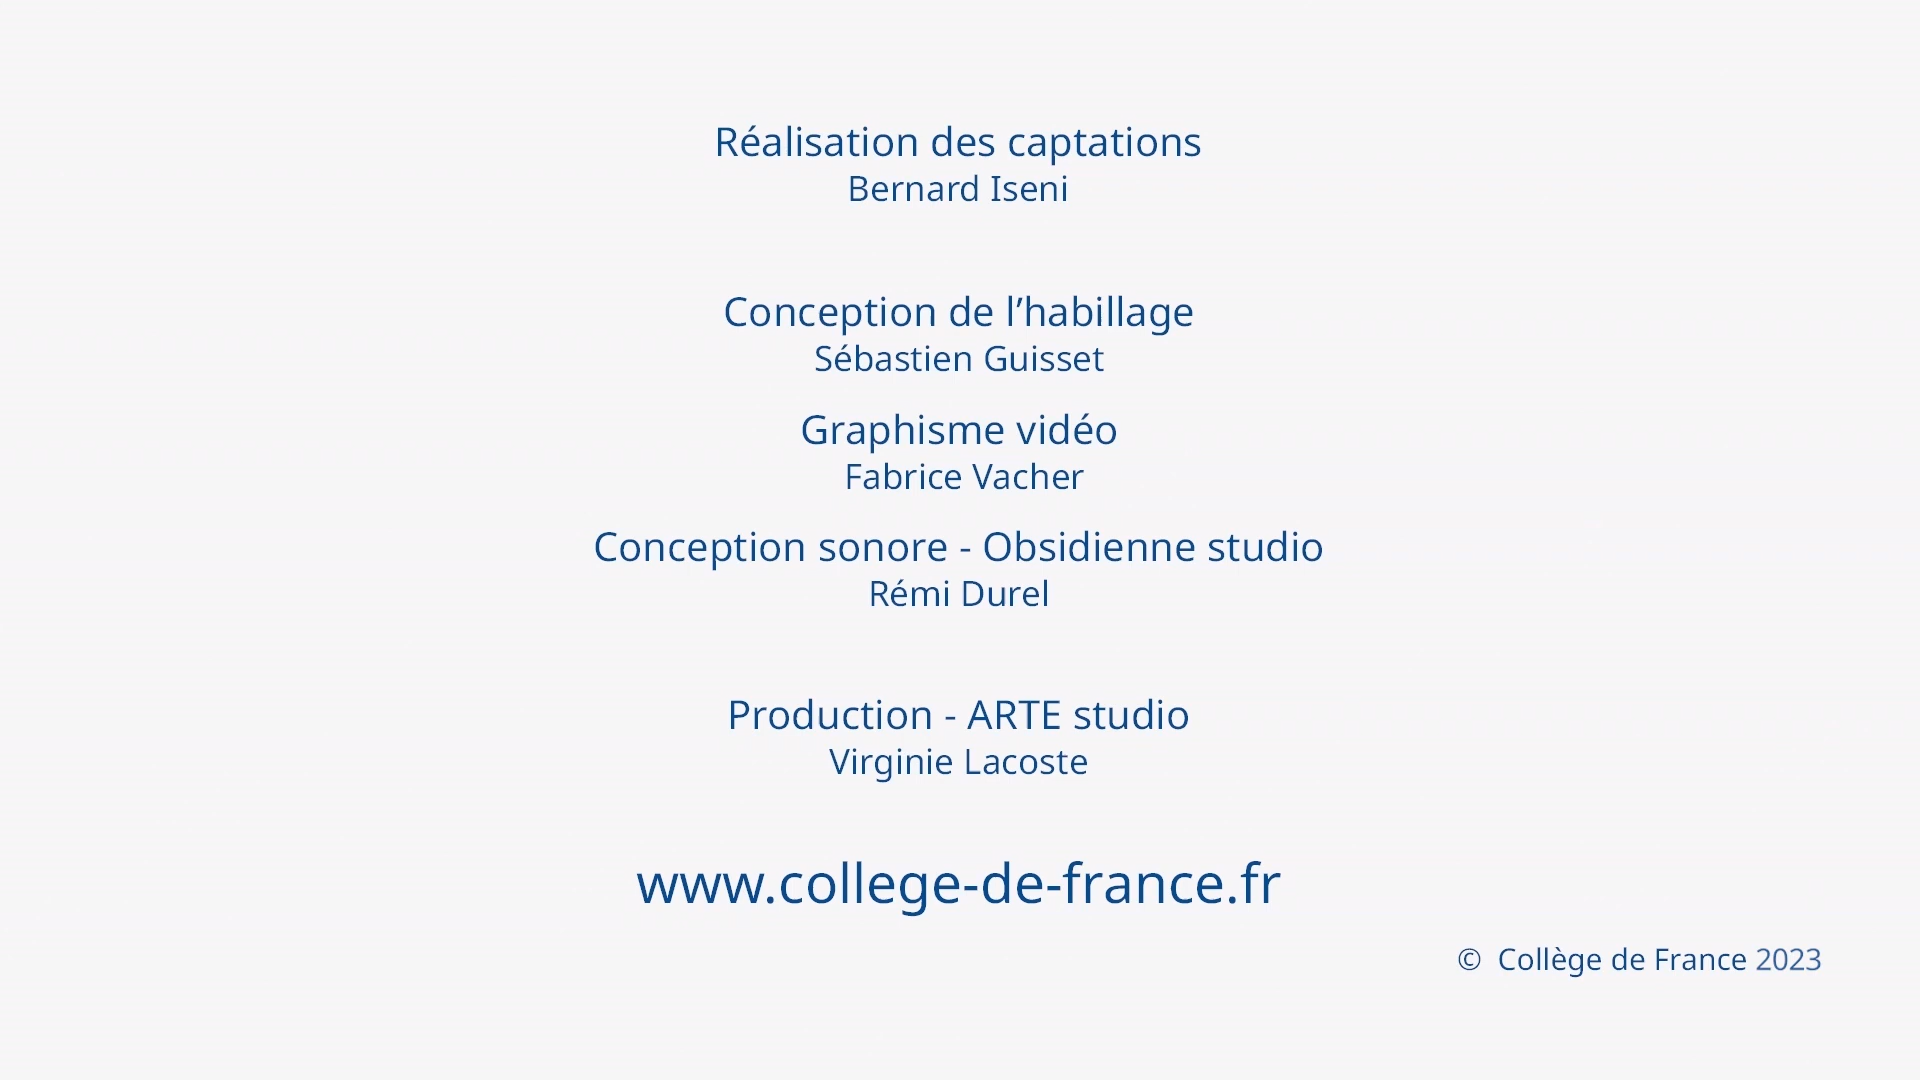 Réalisation des captations
Bernard Iseni
Conception de l’habillage
Sébastien Guisset
Graphisme vidéo
Fabrice Vacher
Conception sonore - Obsidienne studio
Rémi Durel
Production - ARTE studio
Virginie Lacoste
www.college-de-france.fr
© Collège de France 2023